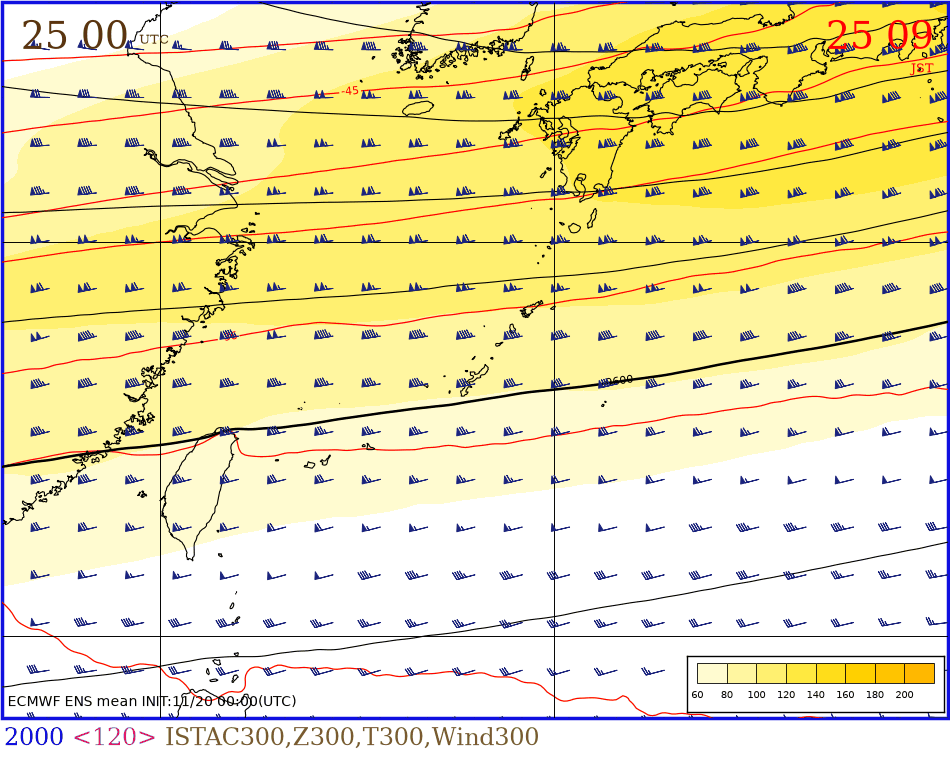 25 00 UTC
25 09
JST
-45
9600
60 80 100 120 140 160 180 200
ECMWF ENS mean INIT:11/20 00:00(UTC)
2000 <120> ISTAC300,Z300,T300,Wind300